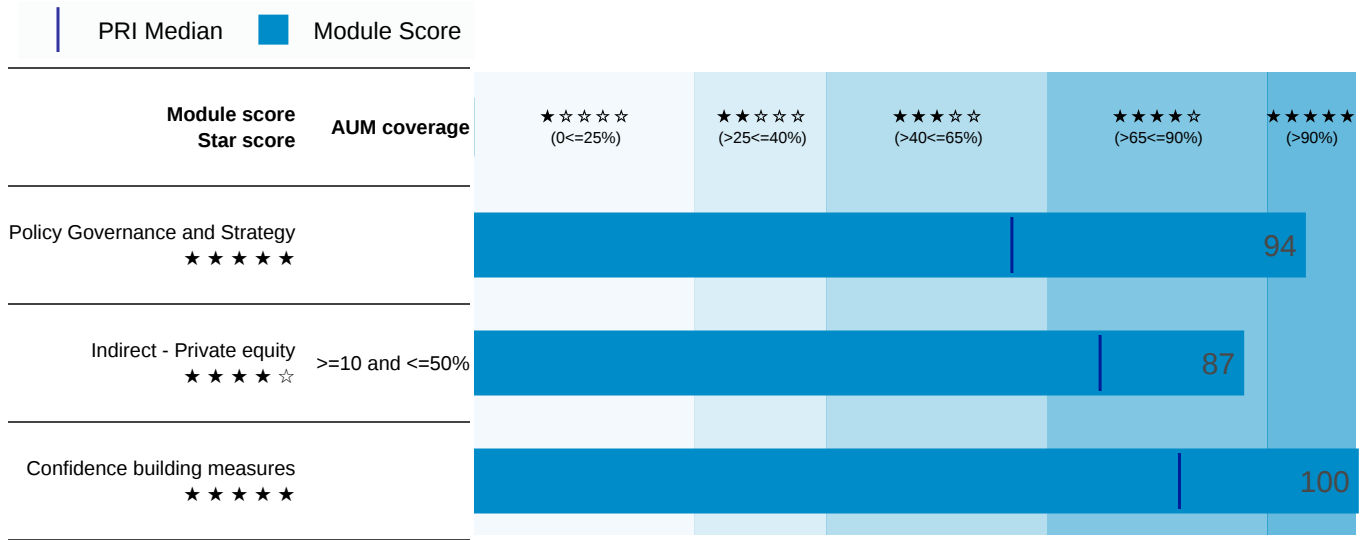 PRI Median Module Score
Module score
Star score
AUM coverage
★☆☆☆☆
(0<=25%)
★★☆☆☆
(>25<=40%)
★★★☆☆
(>40<=65%)
★★★★☆
(>65<=90%)
★★★★★
(>90%)
Policy Governance and Strategy
★★★★★
94
Indirect - Private equity
★★★★☆
>=10 and <=50%
87
Confidence building measures
★★★★★
100